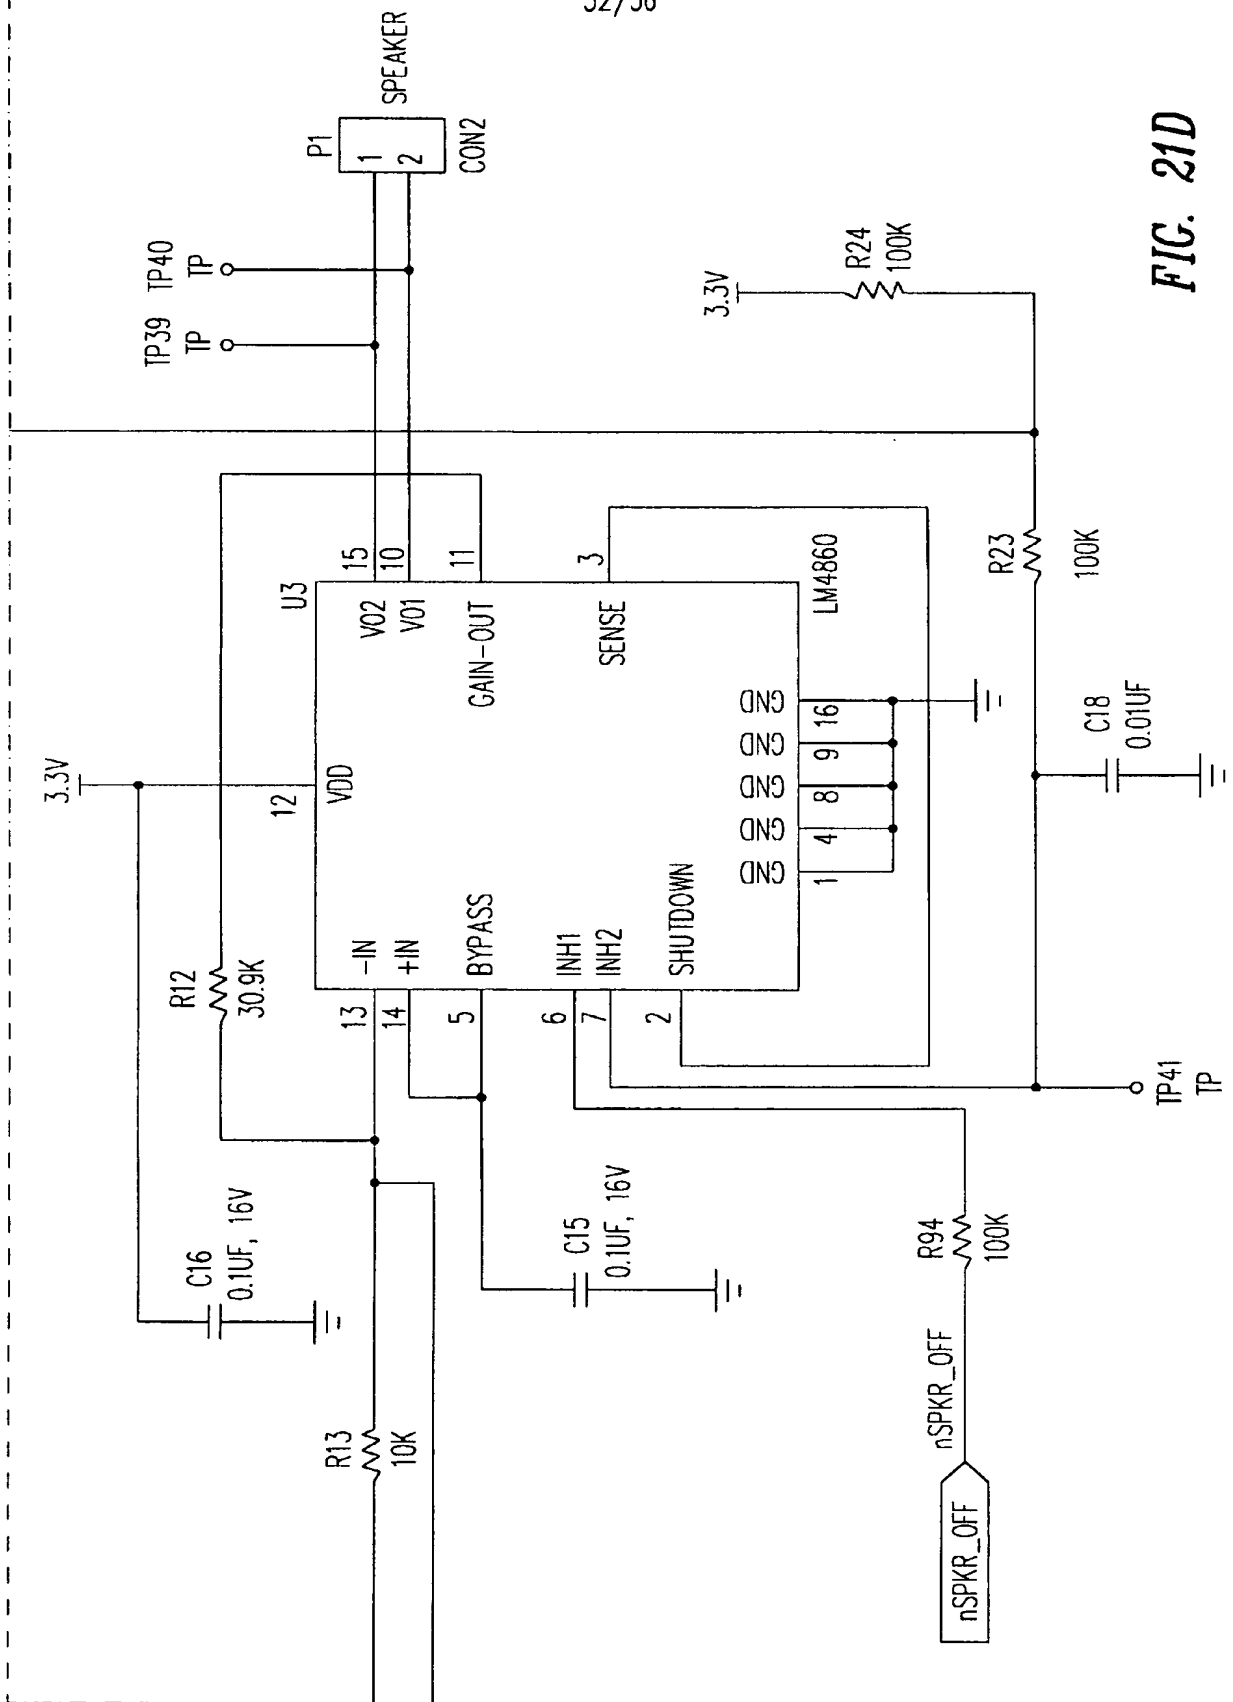 52/56
SPEAKER
P1
1
2
CON2
TP40
TP
TP39
TP
3.3V
R24
100K
FIG. 21D
3.3V
U3
15
10
11
3
VO2
VO1
GAIN-OUT
SENSE
LM4860
R23
100K
12
VDD
GND
GND
GND
GND
GND
16
9
8
4
1
C18
0.01UF
R12
30.9K
-IN
+IN
BYPASS
INH1
INH2
SHUTDOWN
13
14
5
6
7
2
TP41
TP
C16
0.1UF, 16V
C15
0.1UF, 16V
R94
100K
R13
10K
nSPKR_OFF
nSPKR_OFF